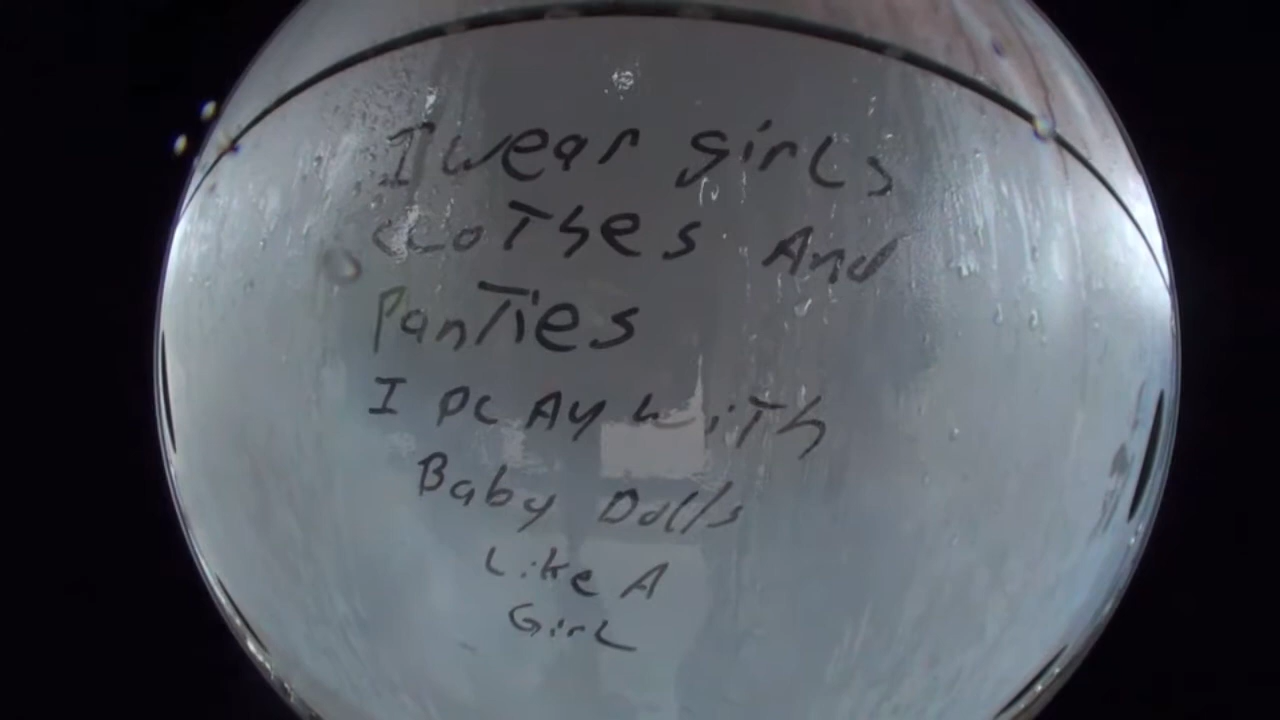 I wear girls
cloThes And
PanTies
I PLAY wiTh
Baby Dolls
Like A
GirL